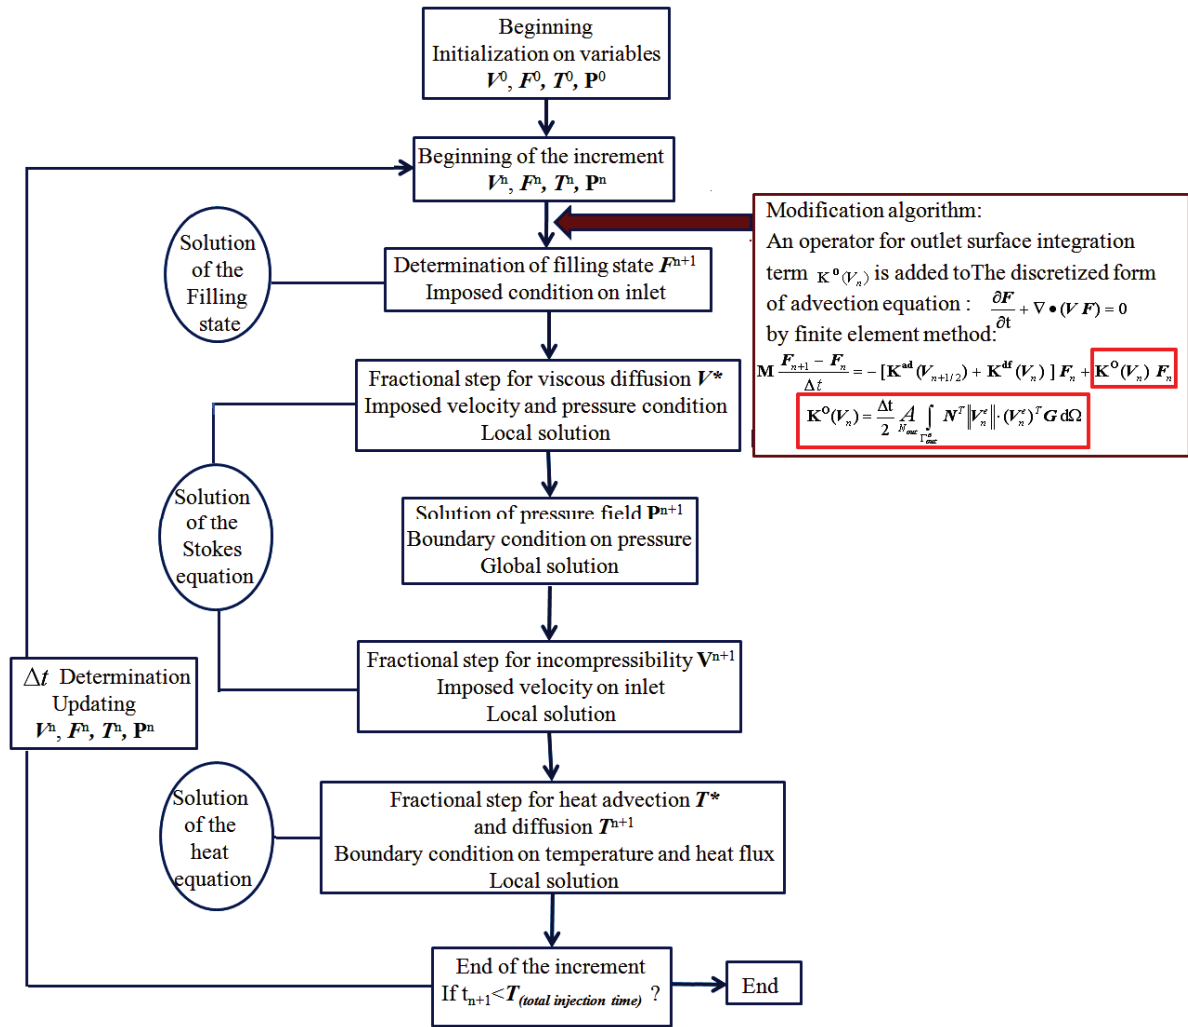 Beginning
Initialization on variables
V⁰, F⁰, T⁰, P⁰
Beginning of the increment
Vⁿ, Fⁿ, Tⁿ, Pⁿ
Modification algorithm:
An operator for outlet surface integration
term K⁰(Vₙ) is added toThe discretized form
of advection equation : ∂F/∂t + ∇•(V F) = 0
by finite element method:
M (Fₙ₊₁ − Fₙ)/Δt = −[K^ad(Vₙ₊₁/₂) + K^df(Vₙ)] Fₙ + K^O(Vₙ) Fₙ
K^O(Vₙ) = Δt/2 A_{N_out} ∫_{Γ^e_out} N^T ‖V_n^e‖·(V_n^e)^T G dΩ
Solution
of the
Filling
state
Determination of filling state Fⁿ⁺¹
Imposed condition on inlet
Fractional step for viscous diffusion V*
Imposed velocity and pressure condition
Local solution
Solution
of the
Stokes
equation
Solution of pressure field Pⁿ⁺¹
Boundary condition on pressure
Global solution
Fractional step for incompressibility Vⁿ⁺¹
Imposed velocity on inlet
Local solution
Δt Determination
Updating
Vⁿ, Fⁿ, Tⁿ, Pⁿ
Solution
of the
heat
equation
Fractional step for heat advection T*
and diffusion Tⁿ⁺¹
Boundary condition on temperature and heat flux
Local solution
End of the increment
If tₙ₊₁<T(total injection time) ?
End